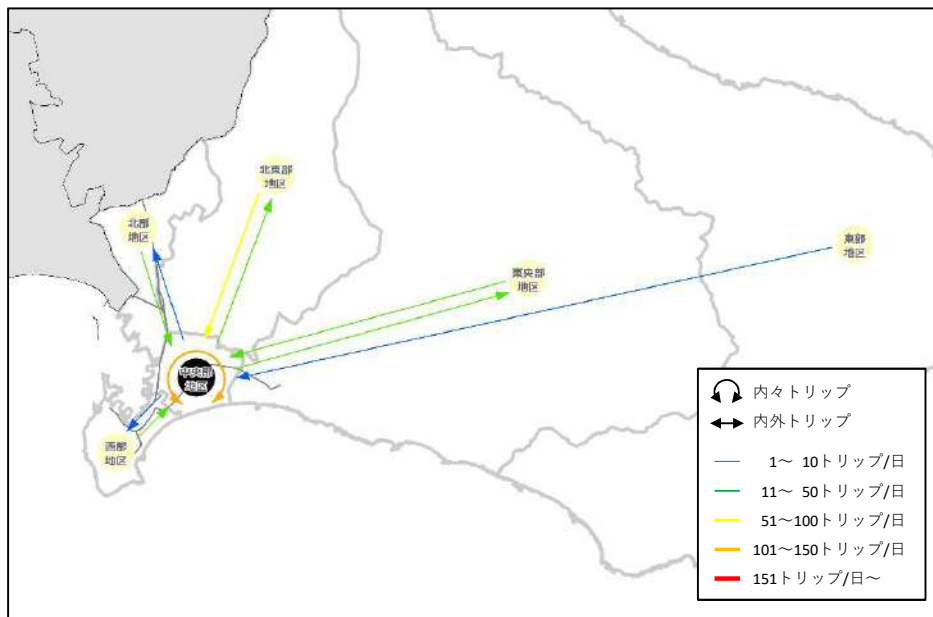 北東部
地区
北部
地区
東部
地区
東央部
地区
中央部
地区
西部
地区
内々トリップ
内外トリップ
1～ 10トリップ/日
11～ 50トリップ/日
51～100トリップ/日
101～150トリップ/日
151トリップ/日～